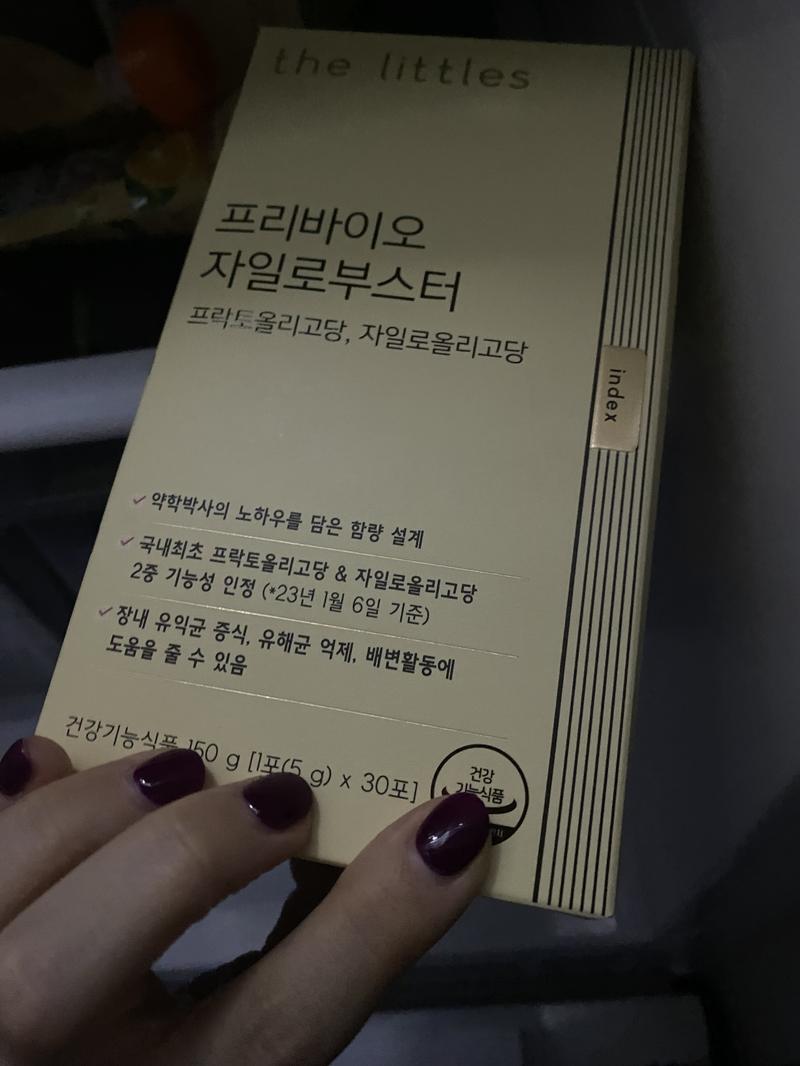 the littles
프리바이오
자일로부스터
프락토올리고당, 자일로올리고당
index
약학박사의 노하우를 담은 함량 설계
국내최초 프락토올리고당 & 자일로올리고당
2중 기능성 인정 (*23년 1월 6일 기준)
장내 유익균 증식, 유해균 억제, 배변활동에
도움을 줄 수 있음
건강기능식품 150 g [1포(5 g) x 30포]
건강
기능식품